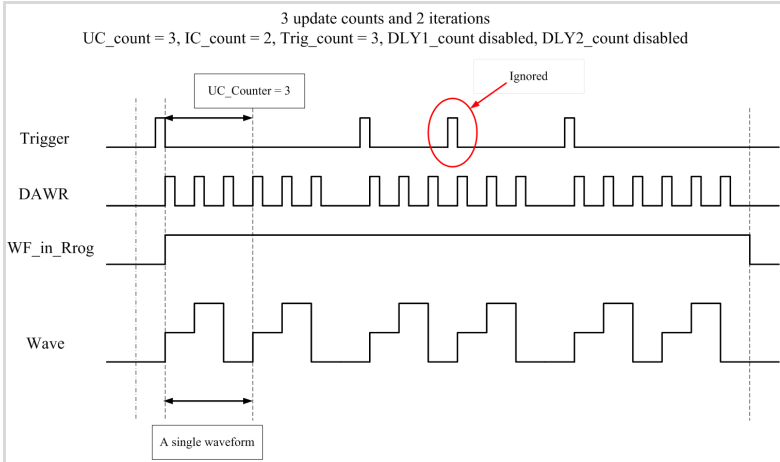 3 update counts and 2 iterations
UC_count = 3, IC_count = 2, Trig_count = 3, DLY1_count disabled, DLY2_count disabled
Ignored
UC_Counter = 3
Trigger
DAWR
WF_in_Rrog
Wave
A single waveform